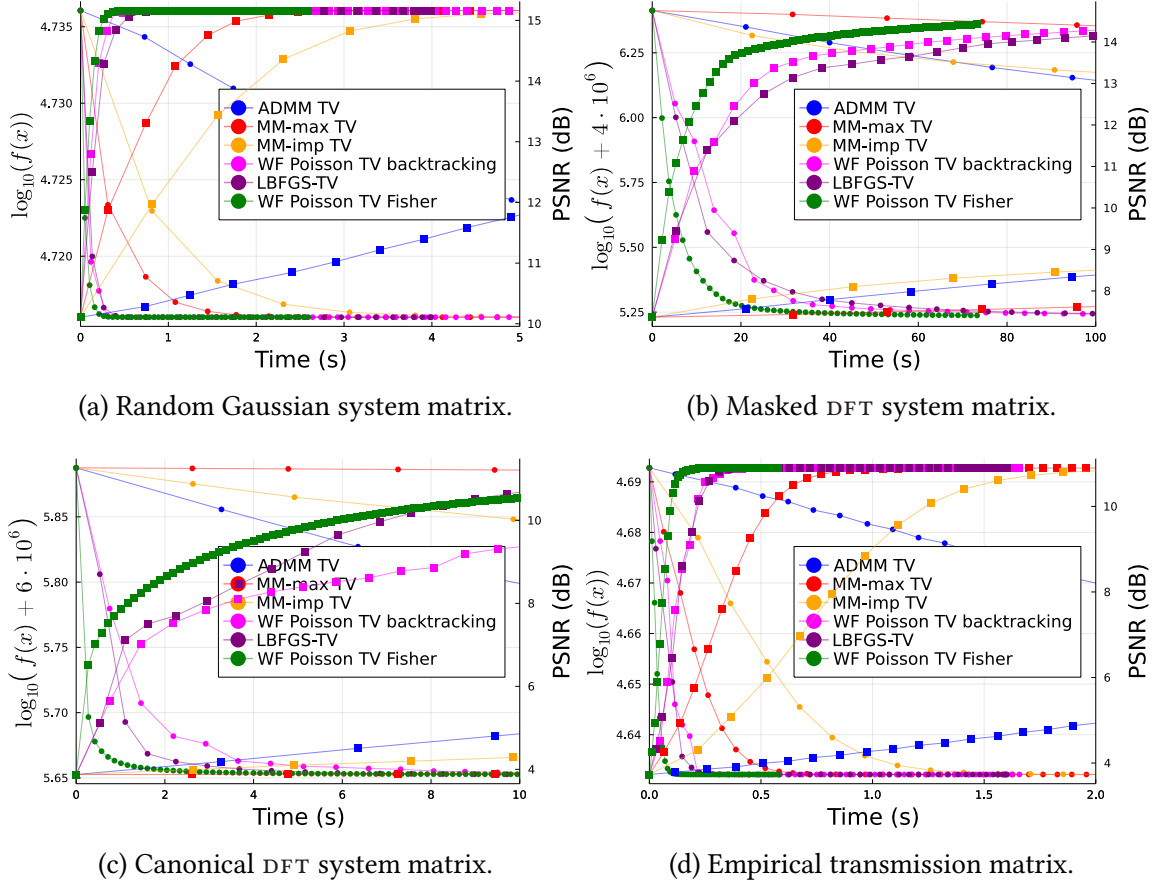 4.736
4.733
4.725
4.720
4.716
log₁₀(f(x))
15
14
13
12
11
10
PSNR (dB)
ADMM TV
MM-max TV
MM-imp TV
WF Poisson TV backtracking
LBFGS-TV
WF Poisson TV Fisher
0 1 2 3 4 5
Time (s)
(a) Random Gaussian system matrix.
6.25
6.00
5.75
5.50
5.25
log₁₀(f(x) + 4 · 10⁶)
14
13
12
11
10
9
8
PSNR (dB)
ADMM TV
MM-max TV
MM-imp TV
WF Poisson TV backtracking
LBFGS-TV
WF Poisson TV Fisher
0 20 40 60 80 100
Time (s)
(b) Masked DFT system matrix.
5.85
5.80
5.75
5.70
5.65
log₁₀(f(x) + 6 · 10⁶)
10
8
6
4
PSNR (dB)
ADMM TV
MM-max TV
MM-imp TV
WF Poisson TV backtracking
LBFGS-TV
WF Poisson TV Fisher
0 2 4 6 8 10
Time (s)
(c) Canonical DFT system matrix.
4.69
4.67
4.66
4.65
4.64
log₁₀(f(x))
10
8
6
4
PSNR (dB)
ADMM TV
MM-max TV
MM-imp TV
WF Poisson TV backtracking
LBFGS-TV
WF Poisson TV Fisher
0.0 0.5 1.0 1.5 2.0
Time (s)
(d) Empirical transmission matrix.